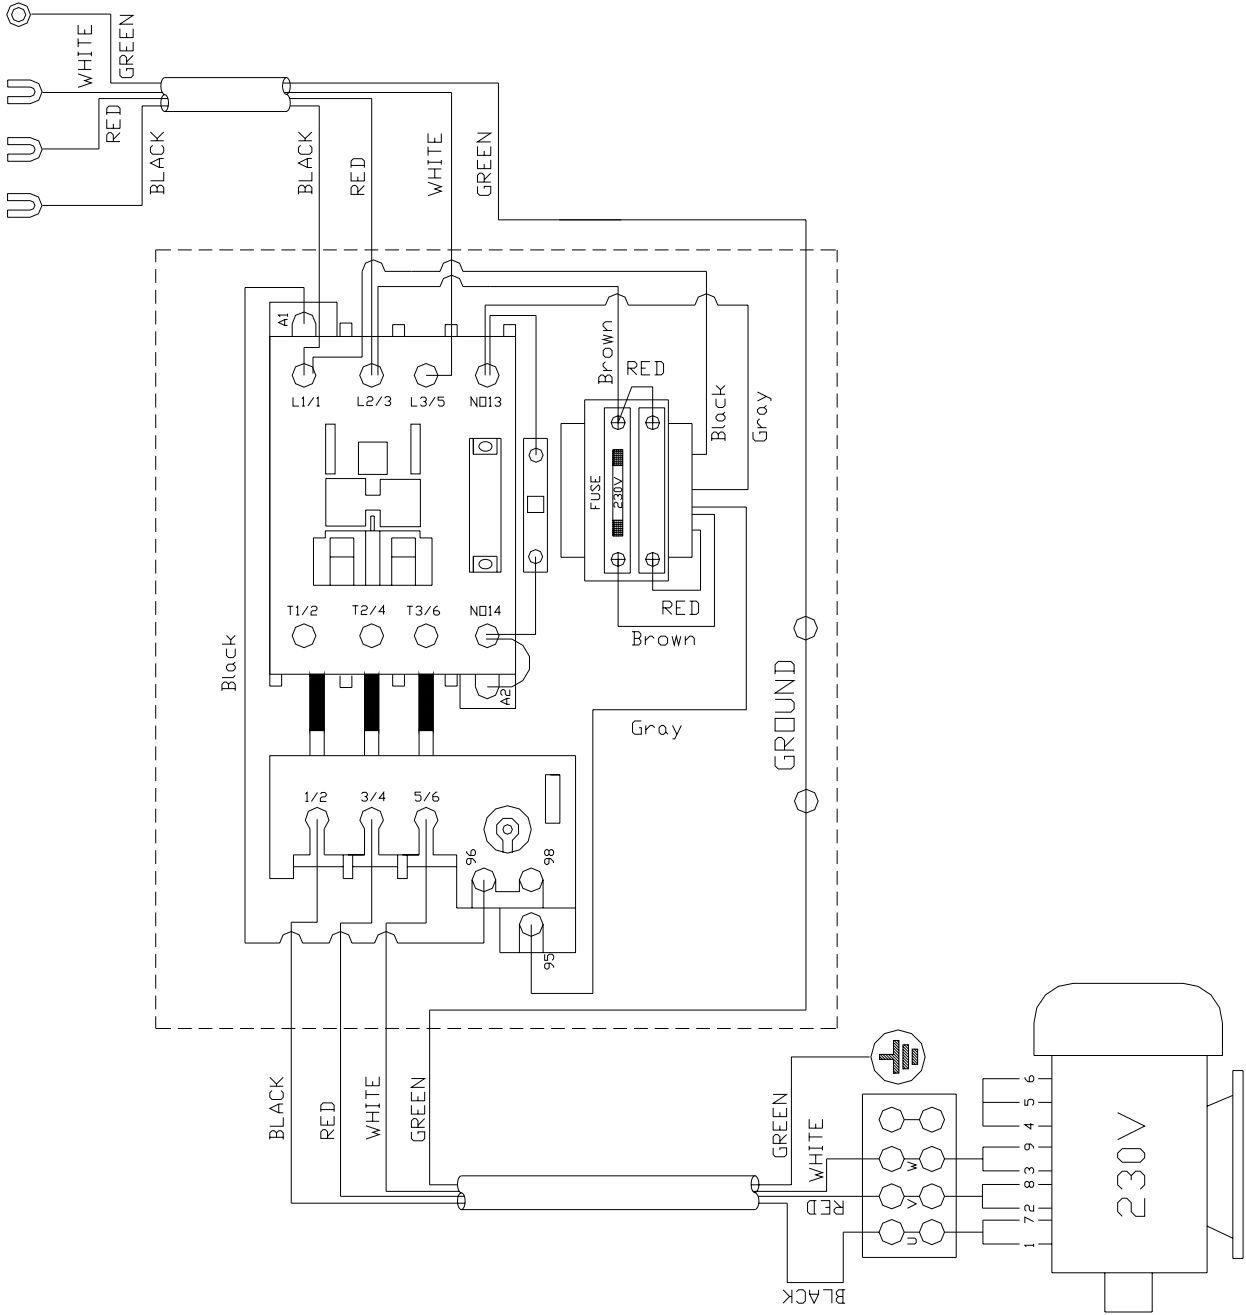 WHITE
GREEN
RED
BLACK
BLACK
RED
WHITE
GREEN
A1
L1/1
L2/3
L3/5
NO13
Brown
RED
Black
Gray
FUSE
230V
T1/2
T2/4
T3/6
NO14
RED
Brown
Black
A2
Gray
GROUND
1/2
3/4
5/6
96
98
95
BLACK
RED
WHITE
GREEN
GREEN
WHITE
RED
BLACK
W
V
U
6
5
4
9
3
8
2
7
1
230V